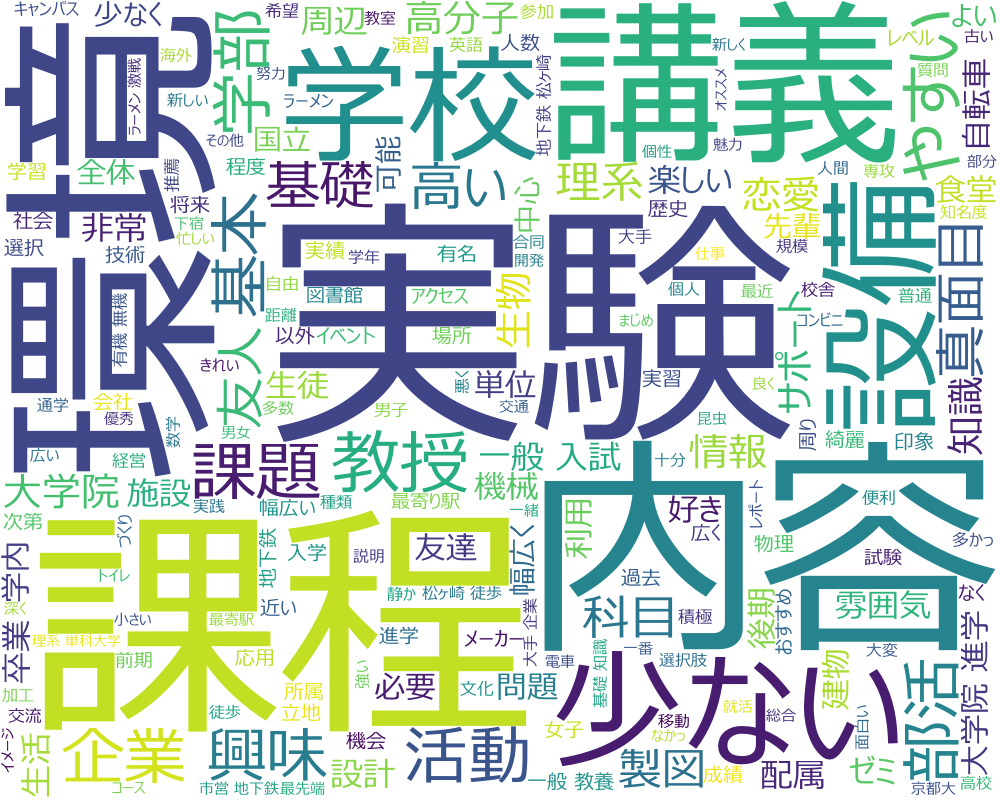 キャンパス
少なく
環境
ラーメン 激戦
海外
新しい
その他
学部
努力
希望
教室
周辺
高分子
参加
演習
英語
人数
学校
ラーメン
地下鉄 松ヶ崎
講義
新しく
オススメ
レベル
よい
古い
質問
やすい
自転車
部分
学習
全体
程度
国立
基礎
可能
高い
中心
理系
個性
楽しい
魅力
恋愛
先輩
人間
専攻
食堂
知名度
社会
非常
将来
推薦
下宿
忙しい
技術
選択
基本
実績
学年
有名
合同
開発
歴史
大手
仕事
規模
設備
真面目
自由
図書館
アクセス
生物
個人
最近
校舎
普通
有機 無機
距離
実験
友人
以外
イベント
場所
まじめ
コンビニ
サポート
きれい
生徒
悪く
単位
実習
良く
知識
通学
会社
優秀
数学
多数
男子
交通
昆虫
周り
綺麗
印象
広い
経営
男女
課題
教授
一般 入試
十分
情報
大学院
施設
実践
幅広い
種類
最寄り駅
一緒
機械
内容
便利
レポート
好き
広く
次第
づくり
地下鉄
入学
説明
友達
幅広く
利用
物理
試験
多かっ
卒業
学内
トイレ
課程
近い
静か
松ヶ崎 徒歩
過去
後期
おすすめ
雰囲気
なく
深く
小さい
最寄駅
進学
メーカー
大手 企業
科目
積極
一番
大変
理系 単科大学
前期
応用
強い
必要
文化
問題
電車
基礎 知識
選択肢
少ない
建物
部活
大学院 進学
加工
所属
立地
交流
徒歩
企業
興味
機会
活動
女子
移動
なかっ
就活
総合
面白い
イメージ
生活
コース
市営 地下鉄
最先端
設計
一般 教養
製図
成績
配属
ゼミ
京都大
高校